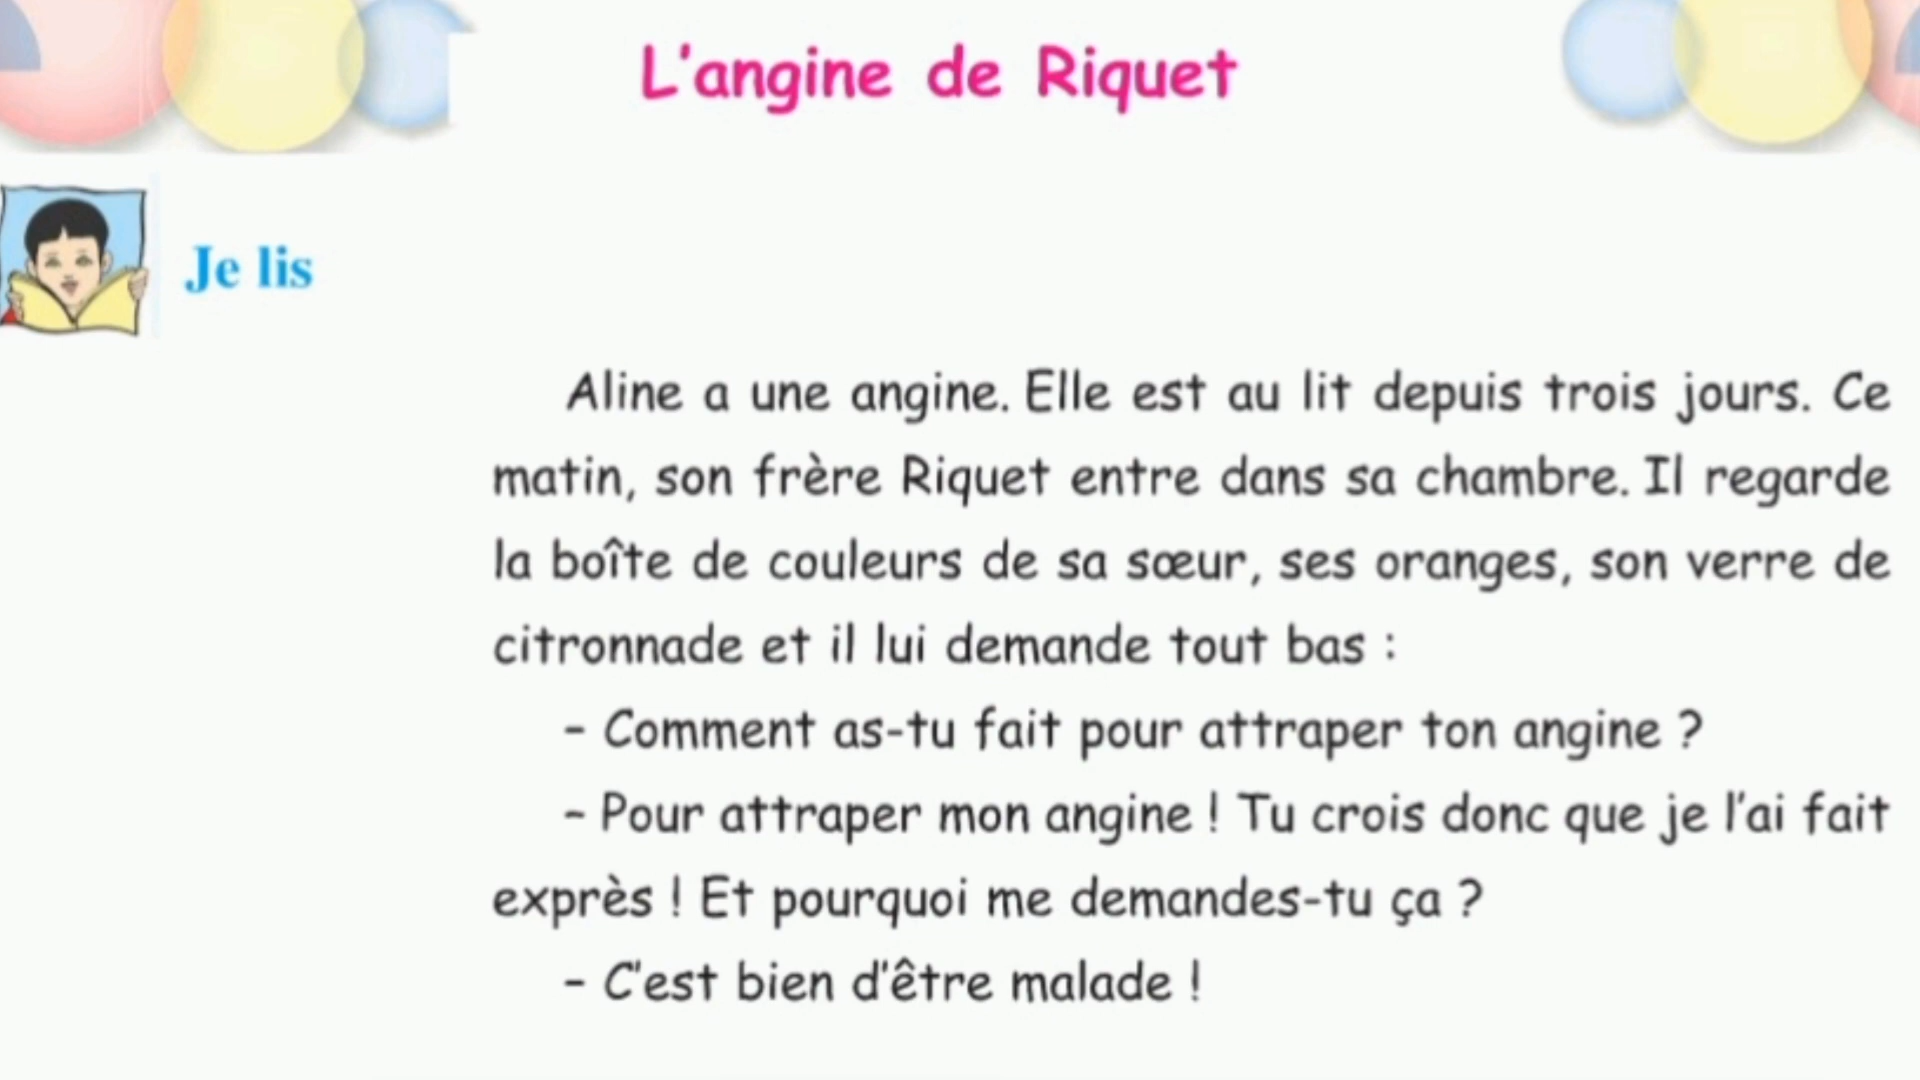 L'angine de Riquet
Je lis
Aline a une angine. Elle est au lit depuis trois jours. Ce
matin, son frère Riquet entre dans sa chambre. Il regarde
la boîte de couleurs de sa sœur, ses oranges, son verre de
citronnade et il lui demande tout bas :
– Comment as-tu fait pour attraper ton angine ?
– Pour attraper mon angine ! Tu crois donc que je l'ai fait
exprès ! Et pourquoi me demandes-tu ça ?
– C'est bien d'être malade !